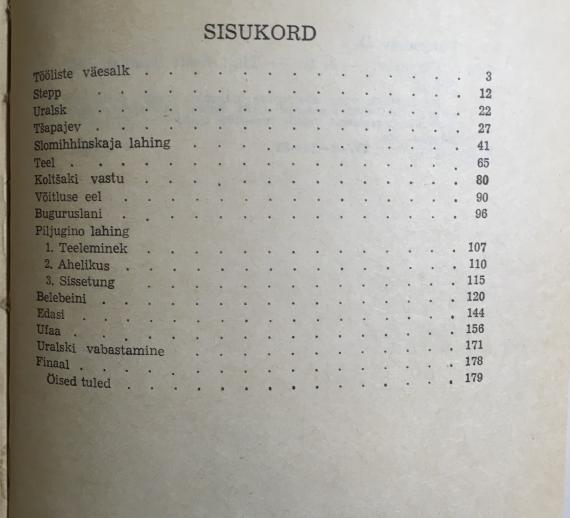 SISUKORD
Tööliste väesalk . . . . . . . . . . . . . . 3
Stepp . . . . . . . . . . . . . . . 12
Uralsk . . . . . . . . . . . . . . . 22
Tšapajev . . . . . . . . . . . . . . . 27
Slomihhinskaja lahing . . . . . . . . . . . . 41
Teel . . . . . . . . . . . . . . . . 65
Koltšaki vastu . . . . . . . . . . . . . . 80
Võitluse eel . . . . . . . . . . . . . . 90
Buguruslani . . . . . . . . . . . . . . 96
Piljugino lahing
1. Teeleminek . . . . . . . . . . . . . 107
2. Ahelikus . . . . . . . . . . . . . . 110
3. Sissetung . . . . . . . . . . . . . 115
Belebeini . . . . . . . . . . . . . . . 120
Edasi . . . . . . . . . . . . . . . . 144
Ufaa . . . . . . . . . . . . . . . . 156
Uralski vabastamine . . . . . . . . . . . . 171
Finaal . . . . . . . . . . . . . . . . 178
Öised tuled . . . . . . . . . . . . . . 179